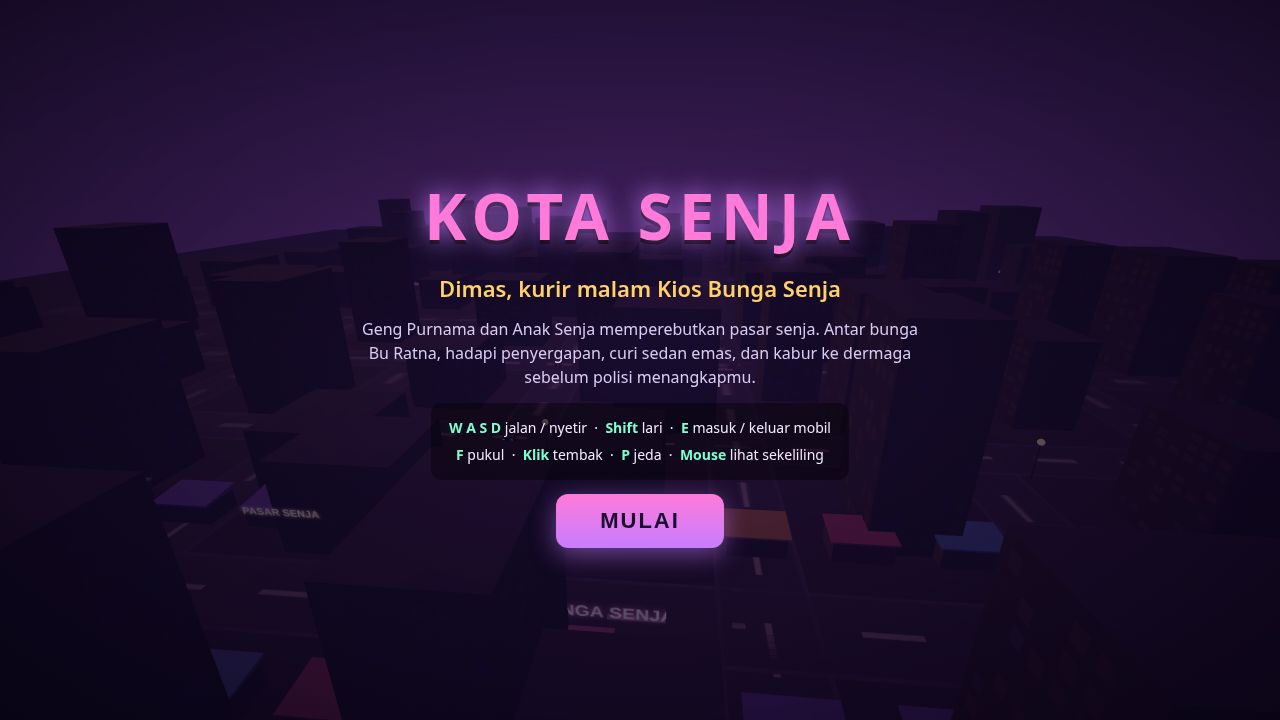 KOTA SENJA
Dimas, kurir malam Kios Bunga Senja
Geng Purnama dan Anak Senja memperebutkan pasar senja. Antar bunga
Bu Ratna, hadapi penyergapan, curi sedan emas, dan kabur ke dermaga
sebelum polisi menangkapmu.
W A S D jalan / nyetir · Shift lari · E masuk / keluar mobil
F pukul · Klik tembak · P jeda · Mouse lihat sekeliling
MULAI
PASAR SENJA
NGA SENJA